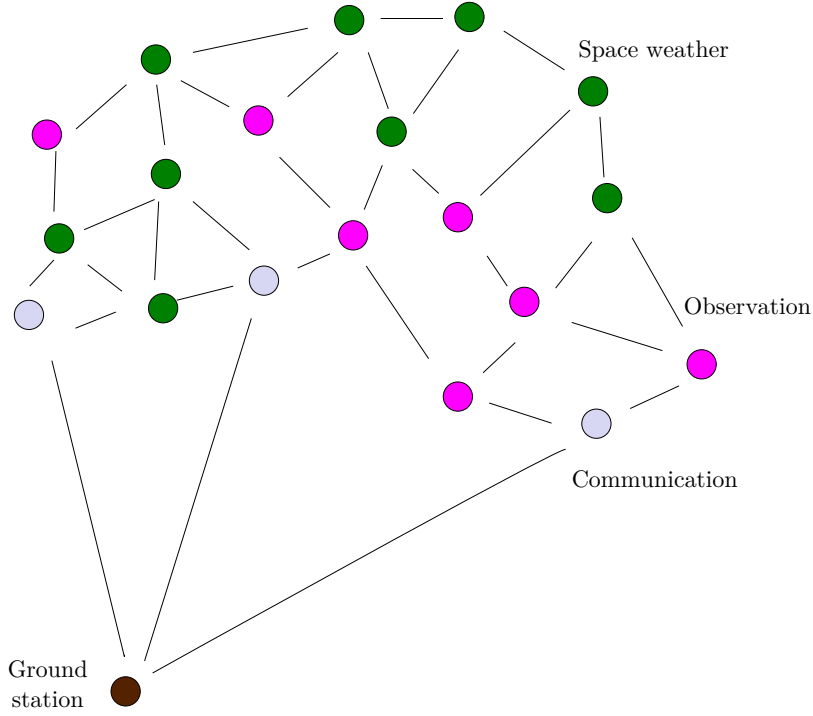 Space weather
Observation
Communication
Ground
station